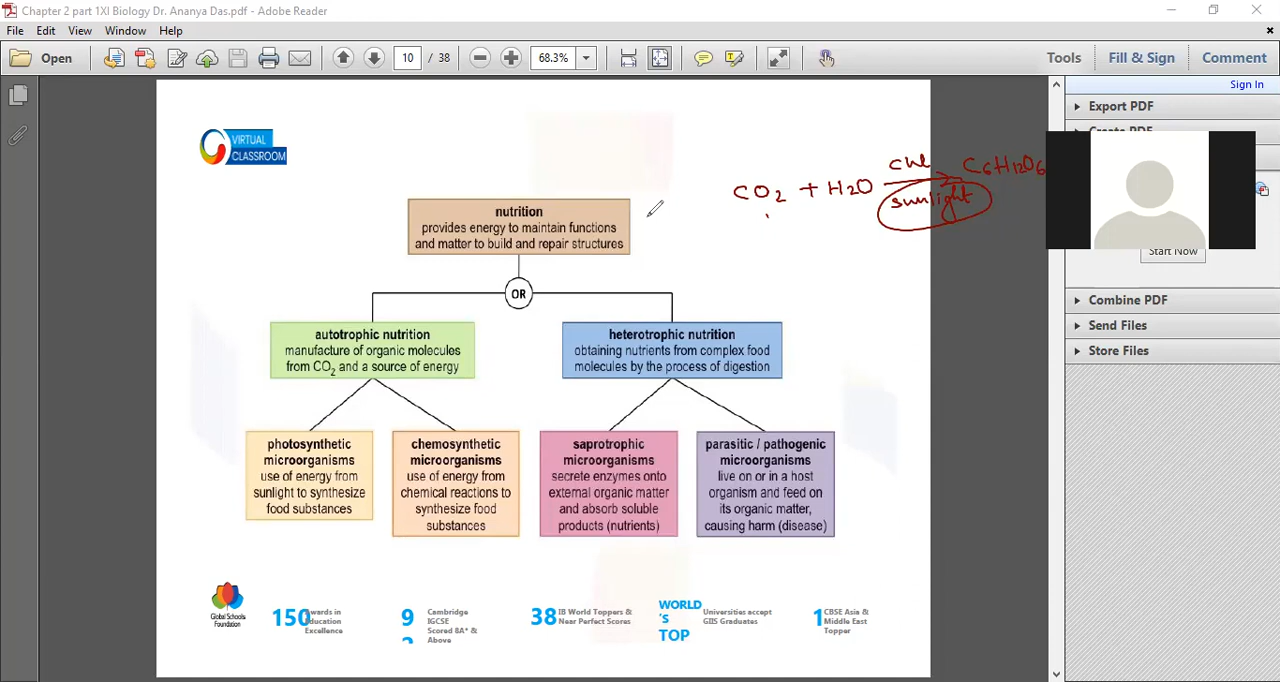 Chapter 2 part 1XI Biology Dr. Ananya Das.pdf - Adobe Reader
File Edit View Window Help
Open 10 / 38 68.3% Tools Fill & Sign Comment
Sign In
Export PDF
Start Now
Combine PDF
Send Files
Store Files
VIRTUAL
CLASSROOM
CO2 + H2O chl sunlight C6H12O6
nutrition
provides energy to maintain functions
and matter to build and repair structures
OR
autotrophic nutrition
manufacture of organic molecules
from CO2 and a source of energy
heterotrophic nutrition
obtaining nutrients from complex food
molecules by the process of digestion
photosynthetic
microorganisms
use of energy from
sunlight to synthesize
food substances
chemosynthetic
microorganisms
use of energy from
chemical reactions to
synthesize food
substances
saprotrophic
microorganisms
secrete enzymes onto
external organic matter
and absorb soluble
products (nutrients)
parasitic / pathogenic
microorganisms
live on or in a host
organism and feed on
its organic matter,
causing harm (disease)
Global Schools
Foundation
150
in
Excellence
9
Cambridge
IGCSE
Scored 8A* &
Above
38
IB World Toppers &
Near Perfect Scores
WORLD
'S
TOP
Universities accept
GIIS Graduates
1
CBSE Asia &
Middle East
Topper